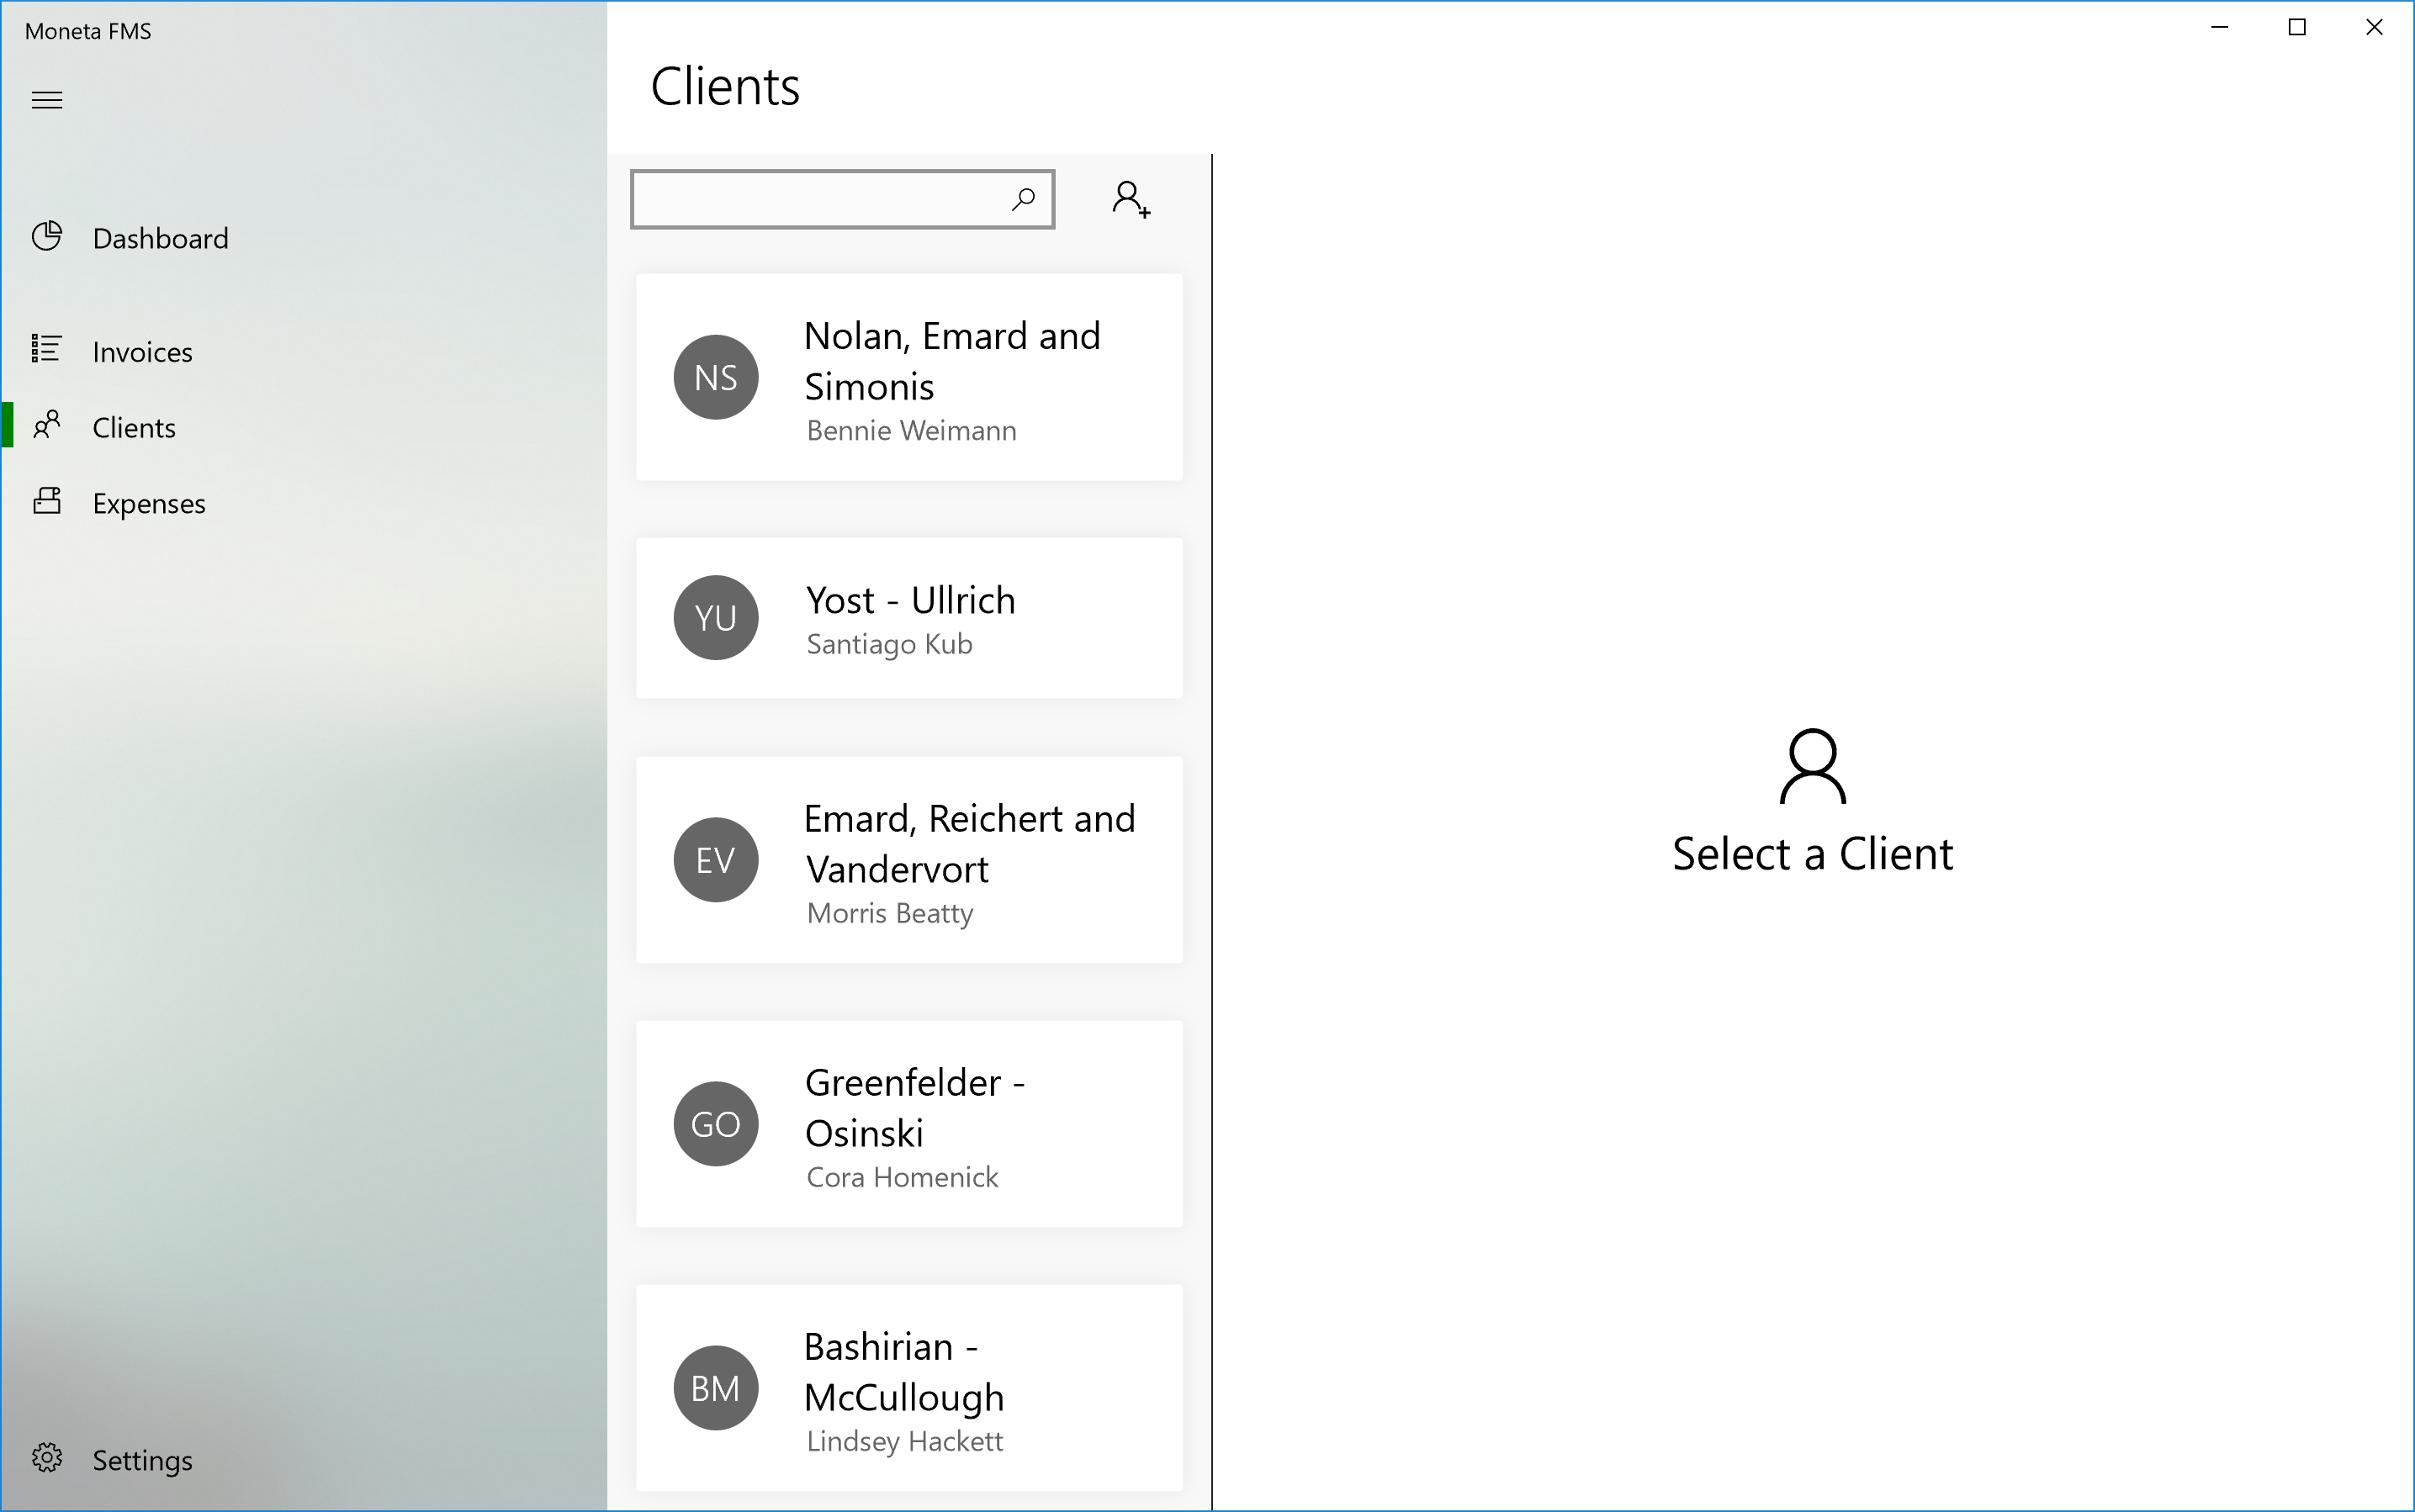 Moneta FMS
Dashboard
Invoices
Clients
Expenses
Settings
Clients
NS
Nolan, Emard and
Simonis
Bennie Weimann
YU
Yost - Ullrich
Santiago Kub
EV
Emard, Reichert and
Vandervort
Morris Beatty
GO
Greenfelder -
Osinski
Cora Homenick
BM
Bashirian -
McCullough
Lindsey Hackett
Select a Client